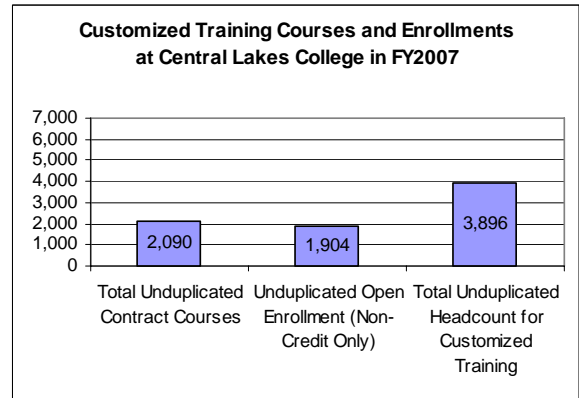 Customized Training Courses and Enrollments
at Central Lakes College in FY2007
7,000
6,000
5,000
4,000
3,000
2,000
1,000
0
2,090
1,904
3,896
Total Unduplicated
Contract Courses
Unduplicated Open
Enrollment (Non-
Credit Only)
Total Unduplicated
Headcount for
Customized
Training